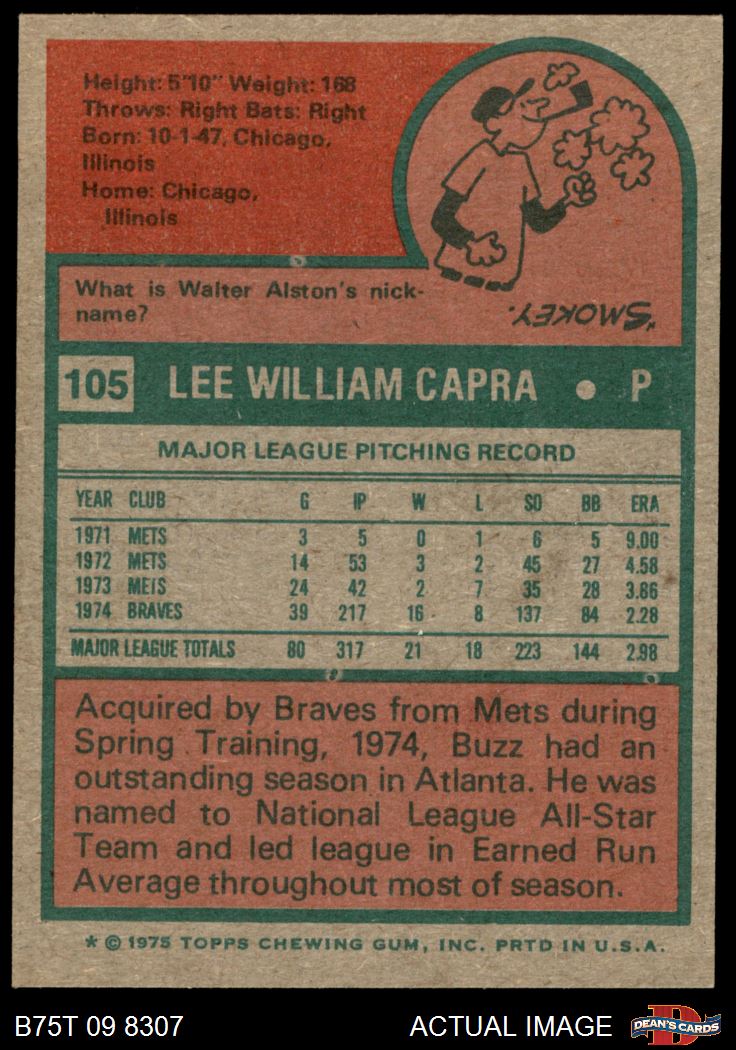 Height: 5'10" Weight: 168
Throws: Right Bats: Right
Born: 10-1-47, Chicago,
Illinois
Home: Chicago,
Illinois
What is Walter Alston's nick-
name?
"SMOKEY.
105 LEE WILLIAM CAPRA ● P
MAJOR LEAGUE PITCHING RECORD
YEAR CLUB G IP W L SO BB ERA
1971 METS 3 5 0 1 6 5 9.00
1972 METS 14 53 3 2 45 27 4.58
1973 METS 24 42 2 7 35 28 3.86
1974 BRAVES 39 217 16 8 137 84 2.28
MAJOR LEAGUE TOTALS 80 317 21 18 223 144 2.98
Acquired by Braves from Mets during
Spring Training, 1974, Buzz had an
outstanding season in Atlanta. He was
named to National League All-Star
Team and led league in Earned Run
Average throughout most of season.
* © 1975 TOPPS CHEWING GUM, INC. PRTD IN U.S.A.
B75T 09 8307 ACTUAL IMAGE DEAN'S CARDS